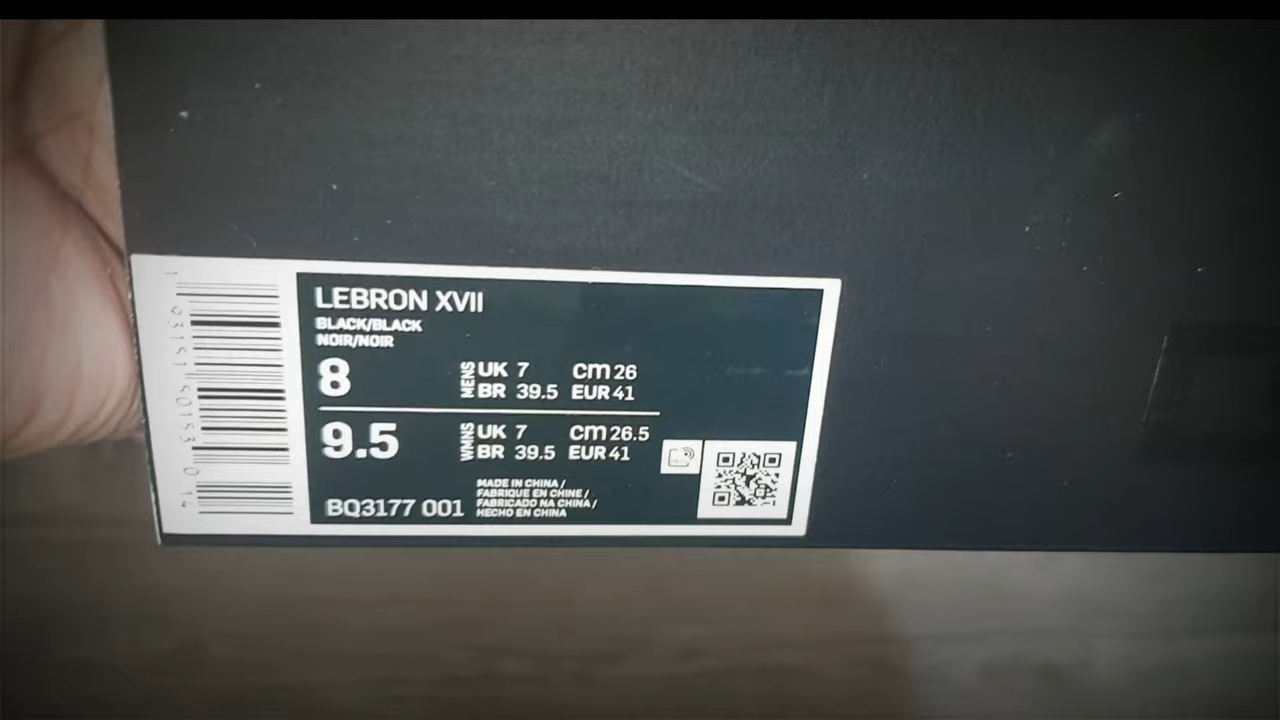 LEBRON XVII
BLACK/BLACK
NOIR/NOIR
8 MENS UK 7 CM 26
BR 39.5 EUR 41
9.5 WMNS UK 7 CM 26.5
BR 39.5 EUR 41
BQ3177 001
MADE IN CHINA /
FABRIQUE EN CHINE /
FABRICADO NA CHINA /
HECHO EN CHINA